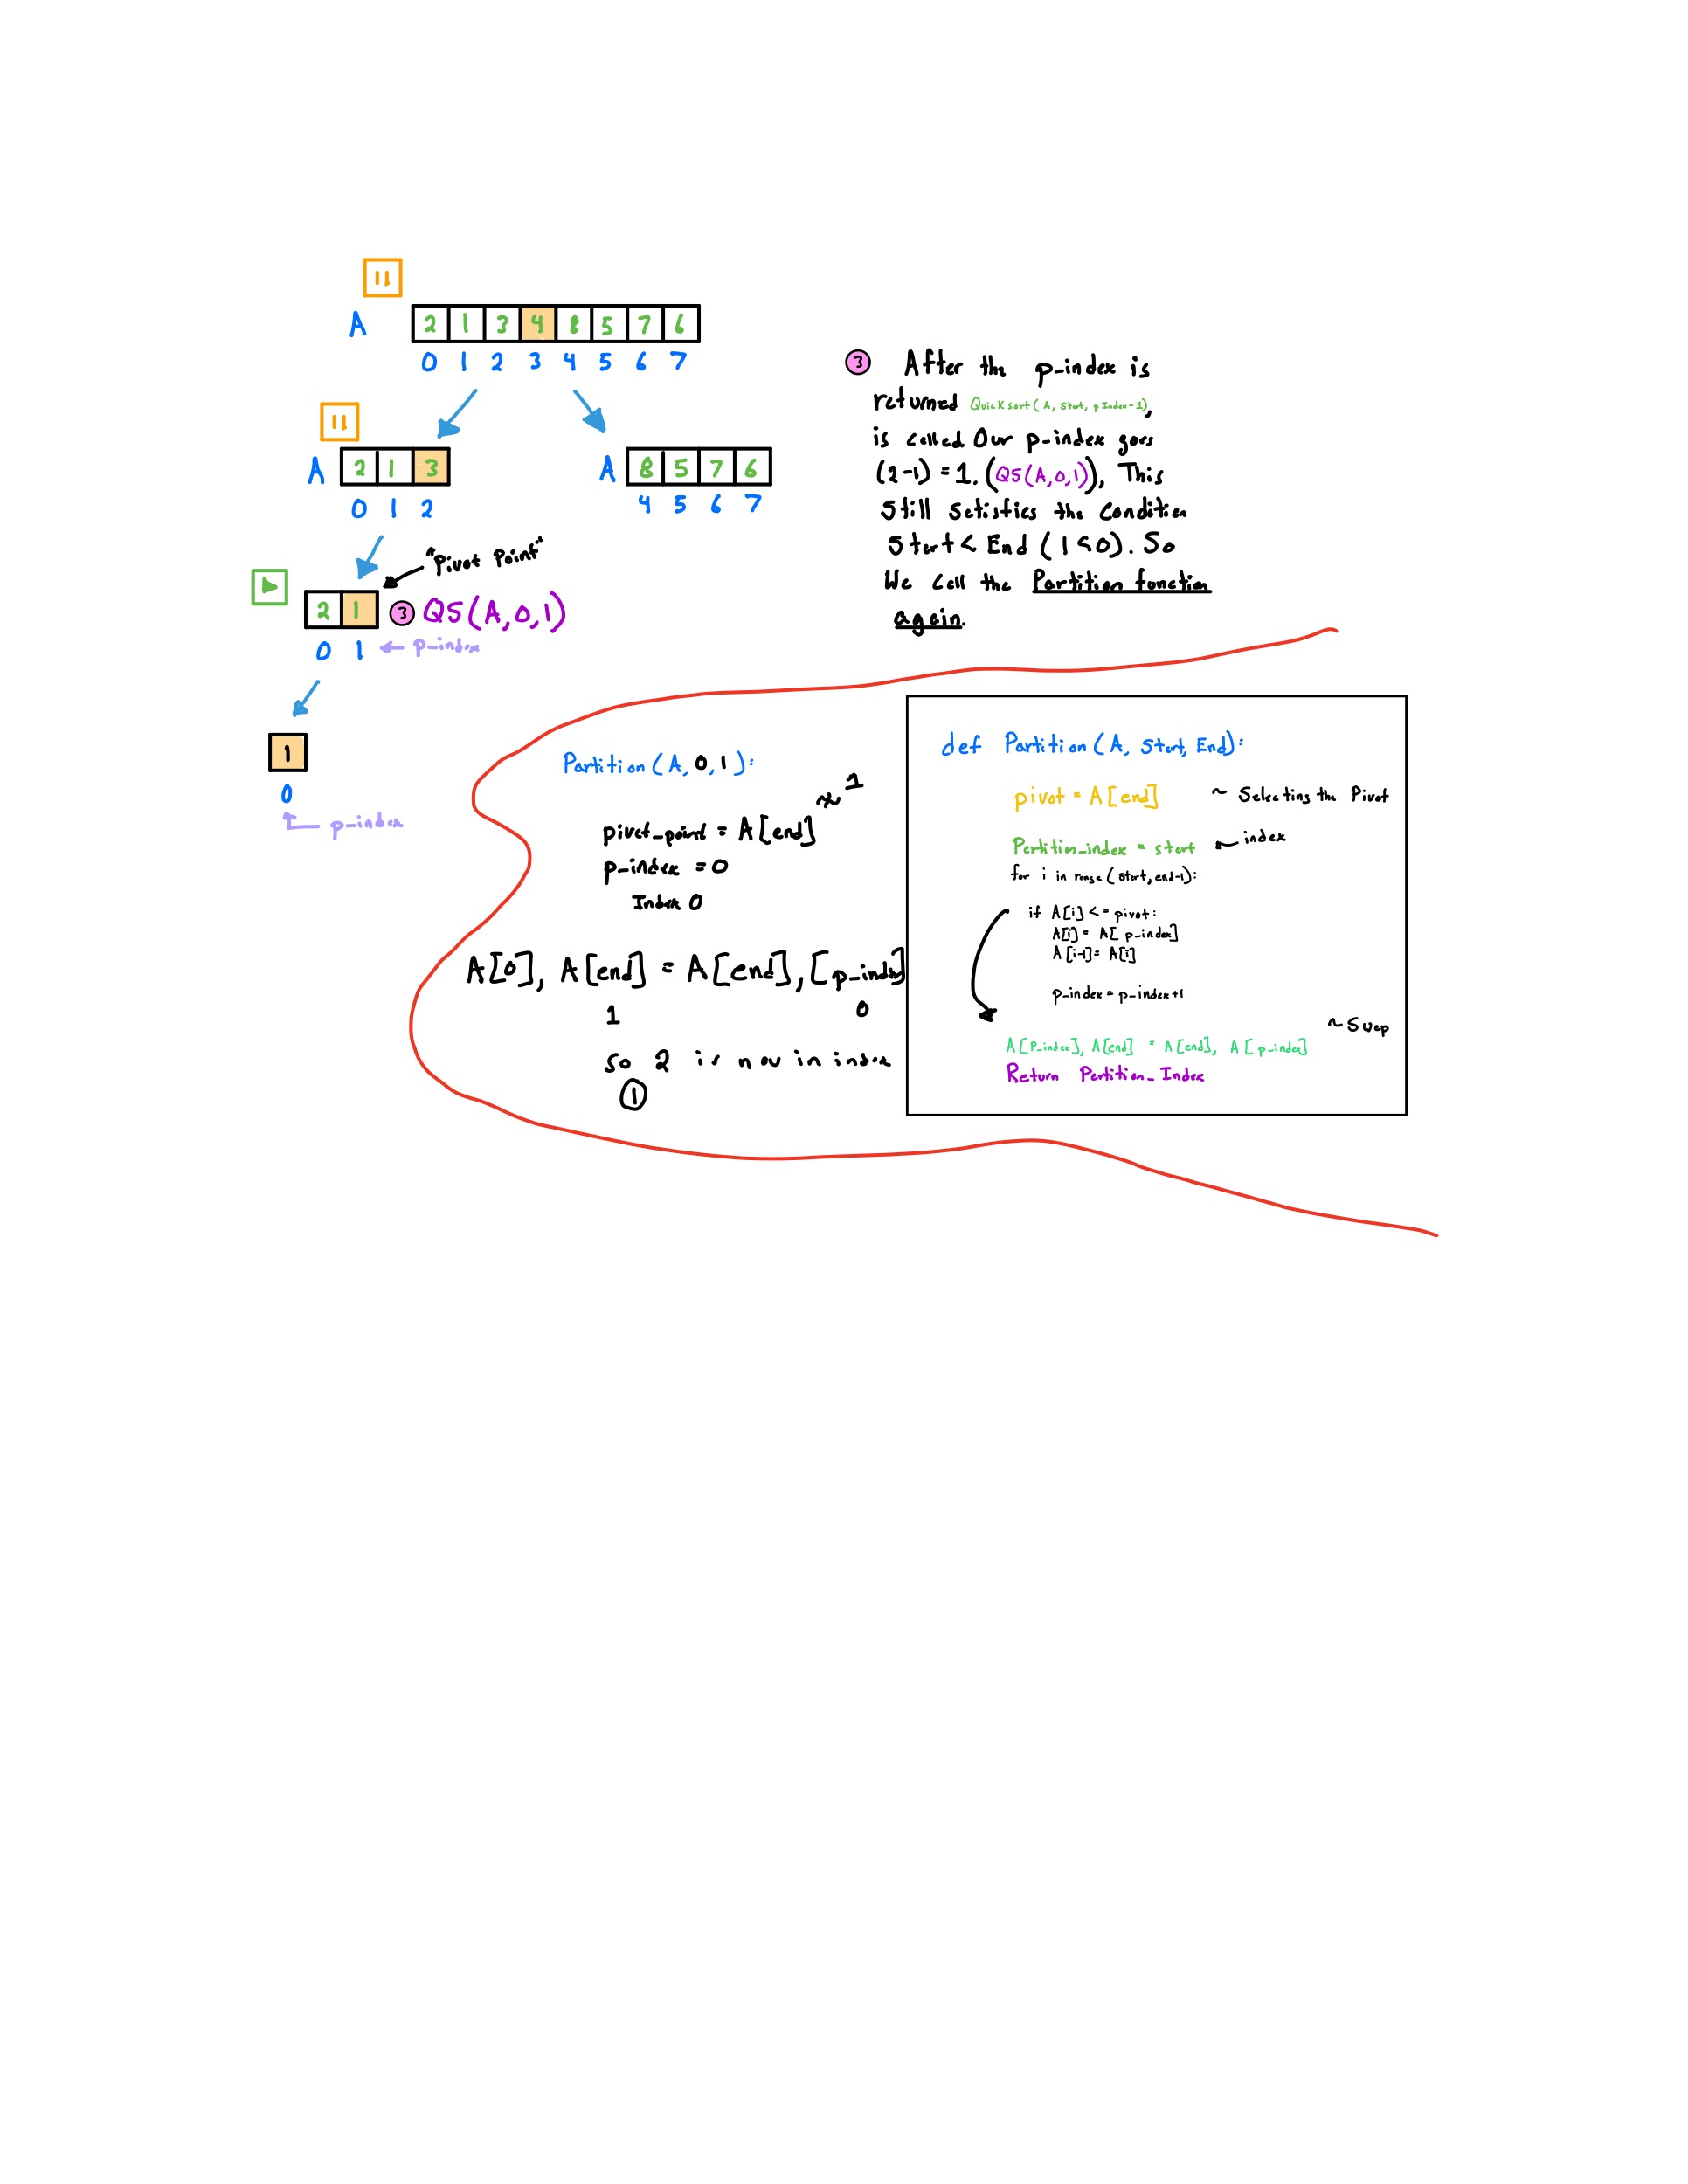 A 2 1 3 4 8 5 7 6
0 1 2 3 4 5 6 7
A 2 1 3
0 1 2
A 8 5 7 6
4 5 6 7
"Pivot Point"
2 1 3 QS(A,0,1)
0 1 p-index
1
0
p-index
3 After the p-index is
returned Quicksort(A, Start, pIndex-1),
is called Our p-index goes
(2-1) = 1. (QS(A,0,1)), This
Still satisfies the Condition
Start < End (1<0). So
We call the Partition function
again.
Partition(A, 0, 1):
pivot_point = A[end] ~ 1
p-index = 0
Index 0
A[0], A[end] = A[end], [p-index]
1 0
So 2 is now in index
1
def Partition(A, Start, End):
pivot = A[end] ~ Selecting the Pivot
Partition_index = start index
for i in range(start, end-1):
if A[i] <= pivot:
A[i] = A[p-index]
A[i-1] = A[i]
p-index = p-index+1
~ Swap
A[P-index], A[end] = A[end], A[p-index]
Return Partition_Index